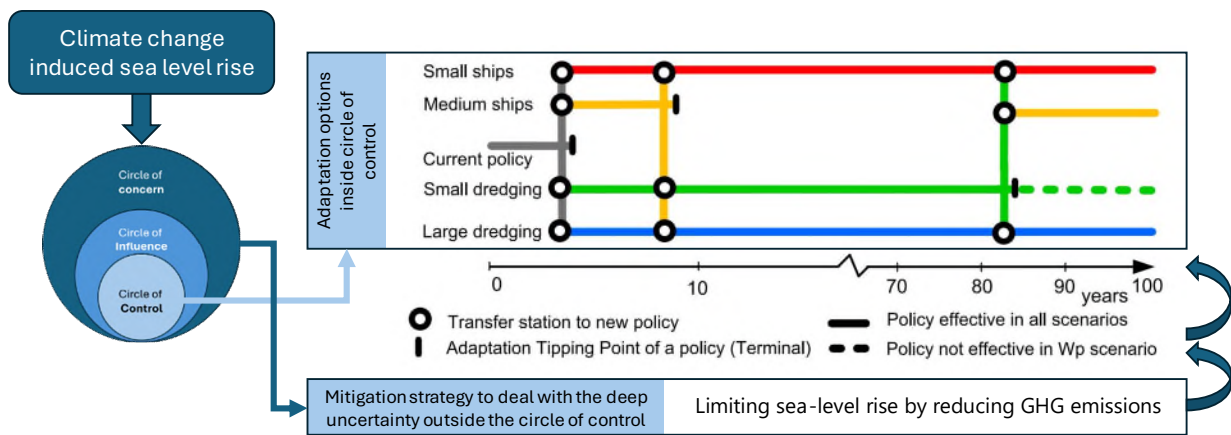 Climate change
induced sea level rise
Circle of
concern
Circle of
Influence
Circle of
Control
Adaptation options
inside circle of
control
Small ships
Medium ships
Current policy
Small dredging
Large dredging
0
10
70
80
90
100
years
Transfer station to new policy
Adaptation Tipping Point of a policy (Terminal)
Policy effective in all scenarios
Policy not effective in Wp scenario
Mitigation strategy to deal with the deep
uncertainty outside the circle of control
Limiting sea-level rise by reducing GHG emissions